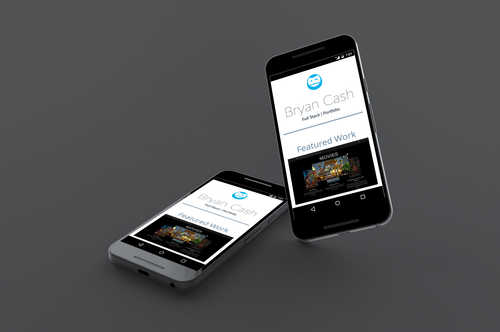 Bryan Cash
Full Stack | Portfolio
Featured Work
MOVIES
Bryan Cash
Full Stack | Portfolio
Featured Work